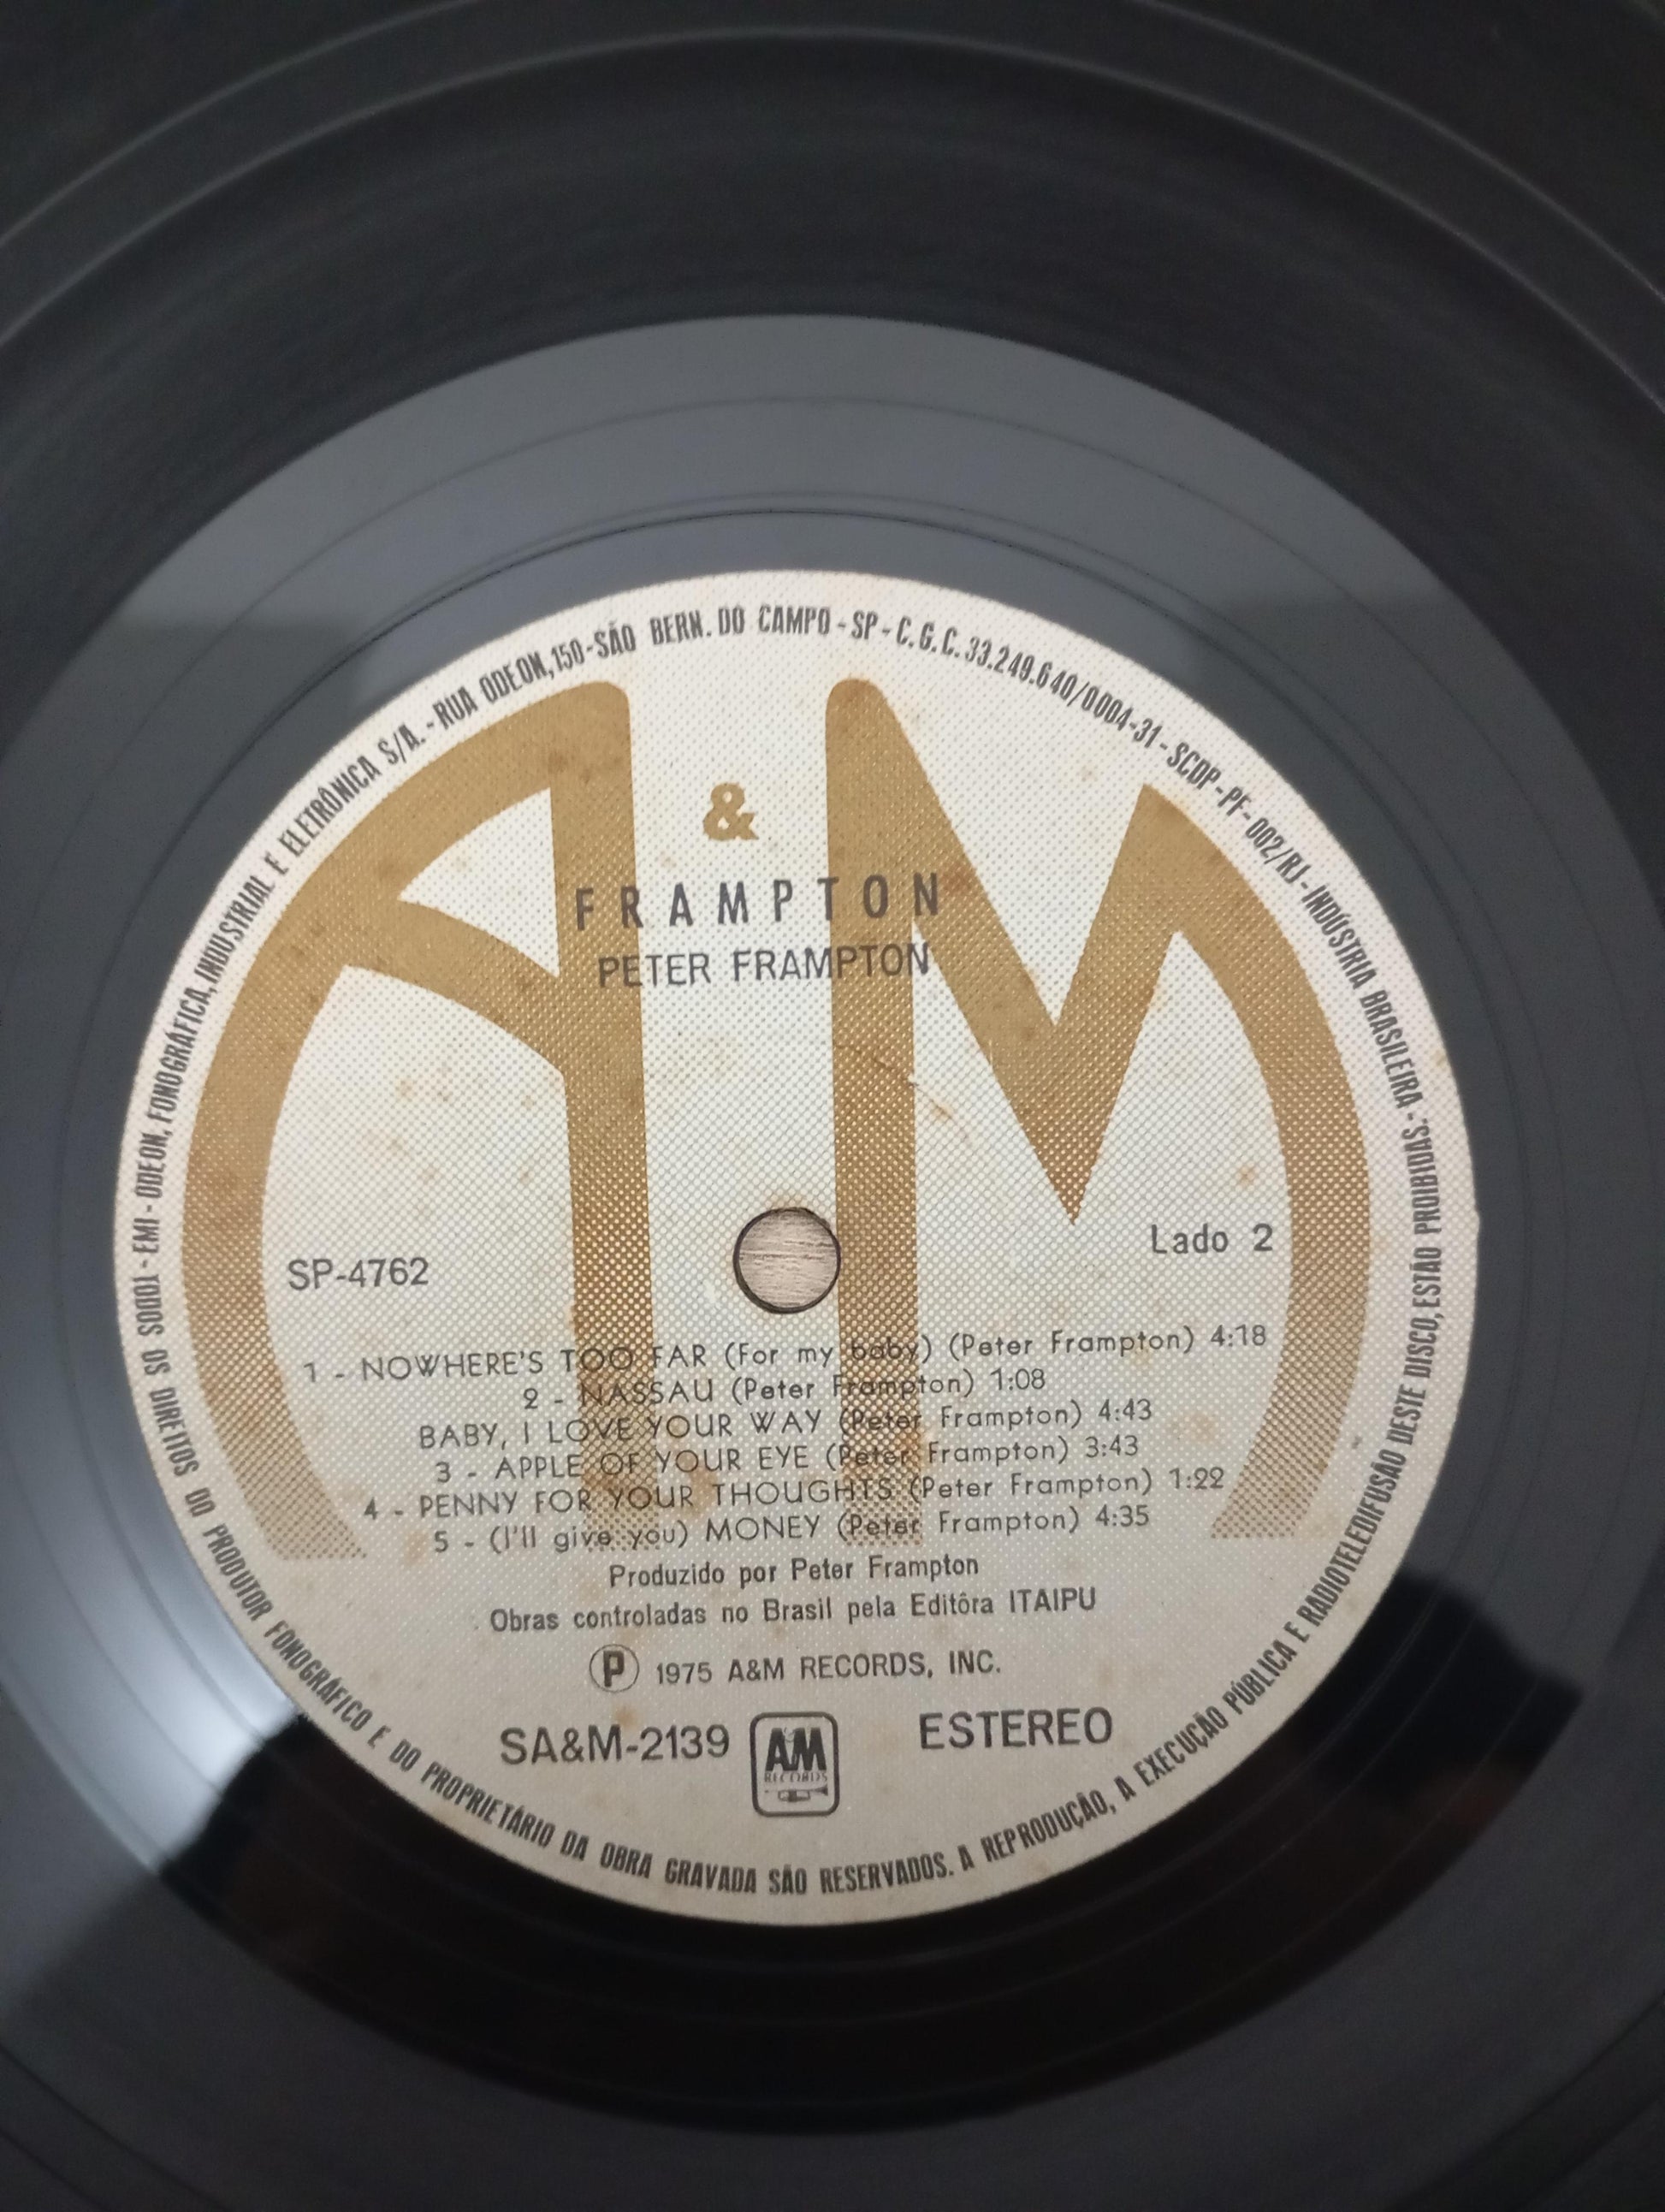 EMI - ODEON, FONOGRÁFICA, INDUSTRIAL E ELETRÔNICA S/A. - RUA ODEON, 150 - SÃO BERN. DO CAMPO - SP - C.G.C. 33.249.640/0004-31 - SCDP - PF - 002/RJ - INDÚSTRIA BRASILEIRA -
A & M
FRAMPTON
PETER FRAMPTON
SP-4762
Lado 2
1 - NOWHERE'S TOO FAR (For my baby) (Peter Frampton) 4:18
2 - NASSAU (Peter Frampton) 1:08
BABY, I LOVE YOUR WAY (Peter Frampton) 4:43
3 - APPLE OF YOUR EYE (Peter Frampton) 3:43
4 - PENNY FOR YOUR THOUGHTS (Peter Frampton) 1:22
5 - (I'll give you) MONEY (Peter Frampton) 4:35
Produzido por Peter Frampton
Obras controladas no Brasil pela Editôra ITAIPU
Ⓟ 1975 A&M RECORDS, INC.
SA&M-2139
AM
RECORDS
ESTEREO
TODOS OS DIREITOS DO PRODUTOR FONOGRÁFICO E DO PROPRIETÁRIO DA OBRA GRAVADA SÃO RESERVADOS. A REPRODUÇÃO, A EXECUÇÃO PÚBLICA E RADIOTELEDIFUSÃO DESTE DISCO, ESTÃO PROIBIDAS.